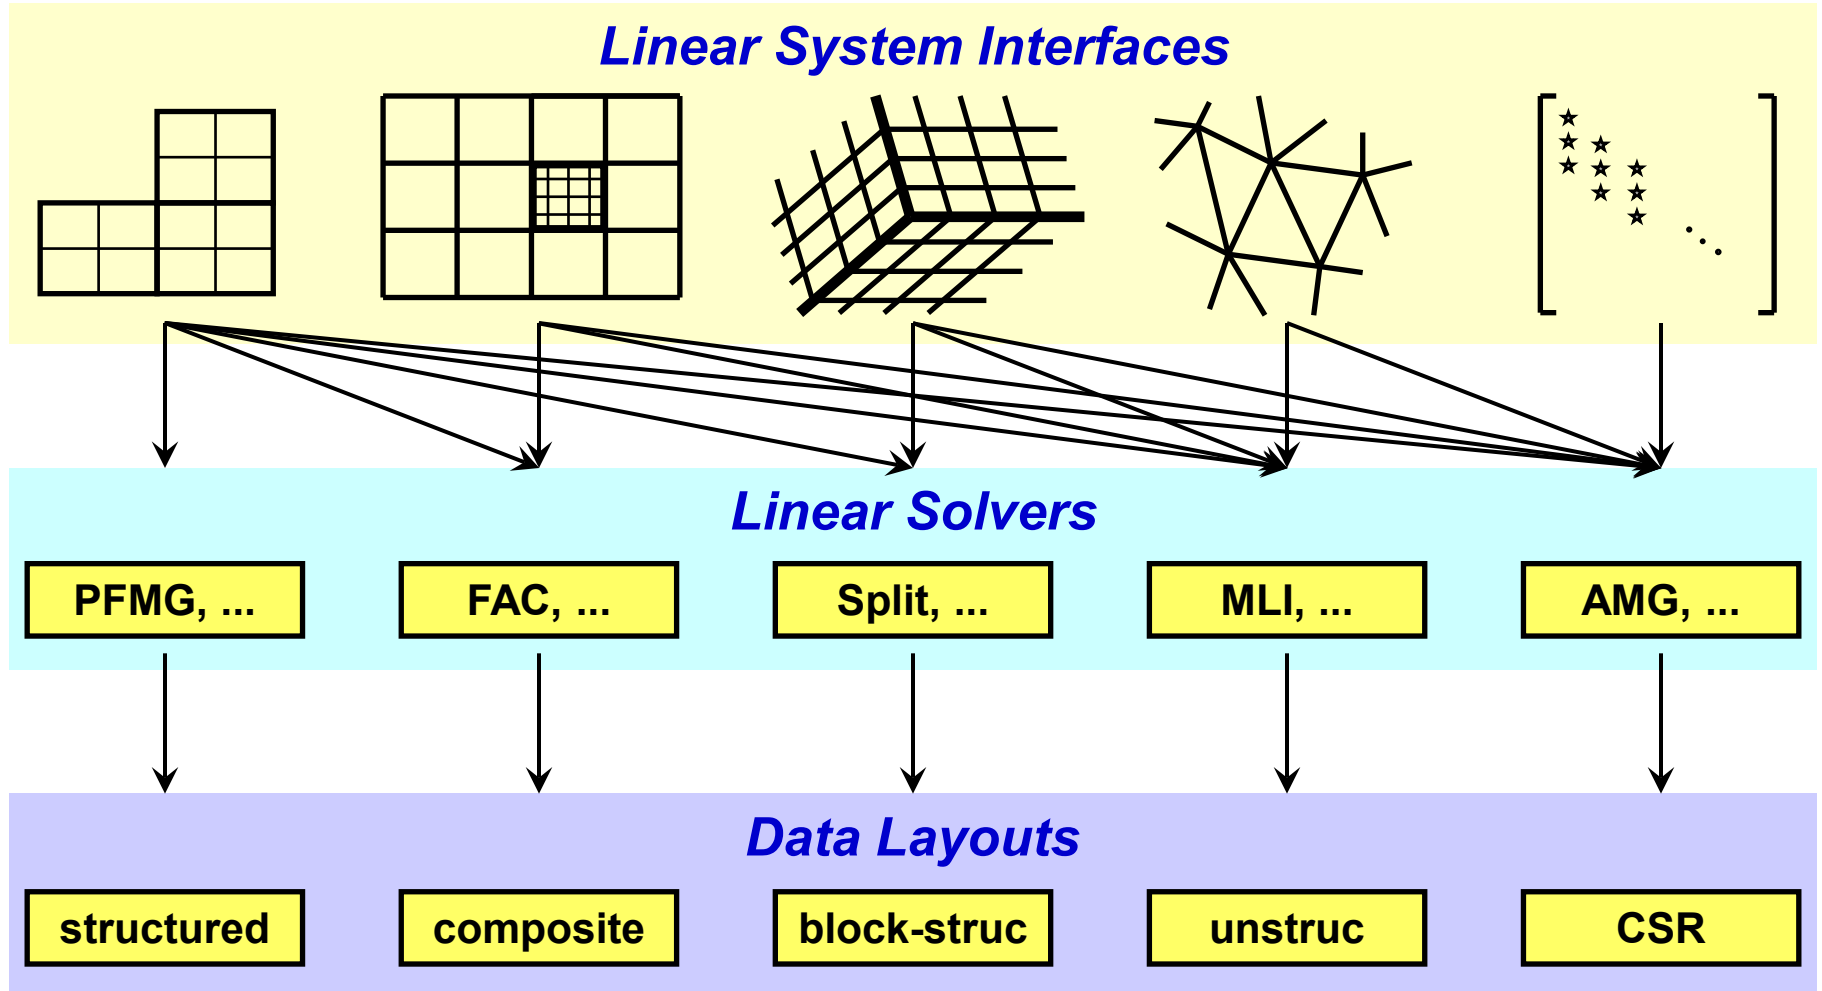 Linear System Interfaces
Linear Solvers
PFMG, ...
FAC, ...
Split, ...
MLI, ...
AMG, ...
Data Layouts
structured
composite
block-struc
unstruc
CSR